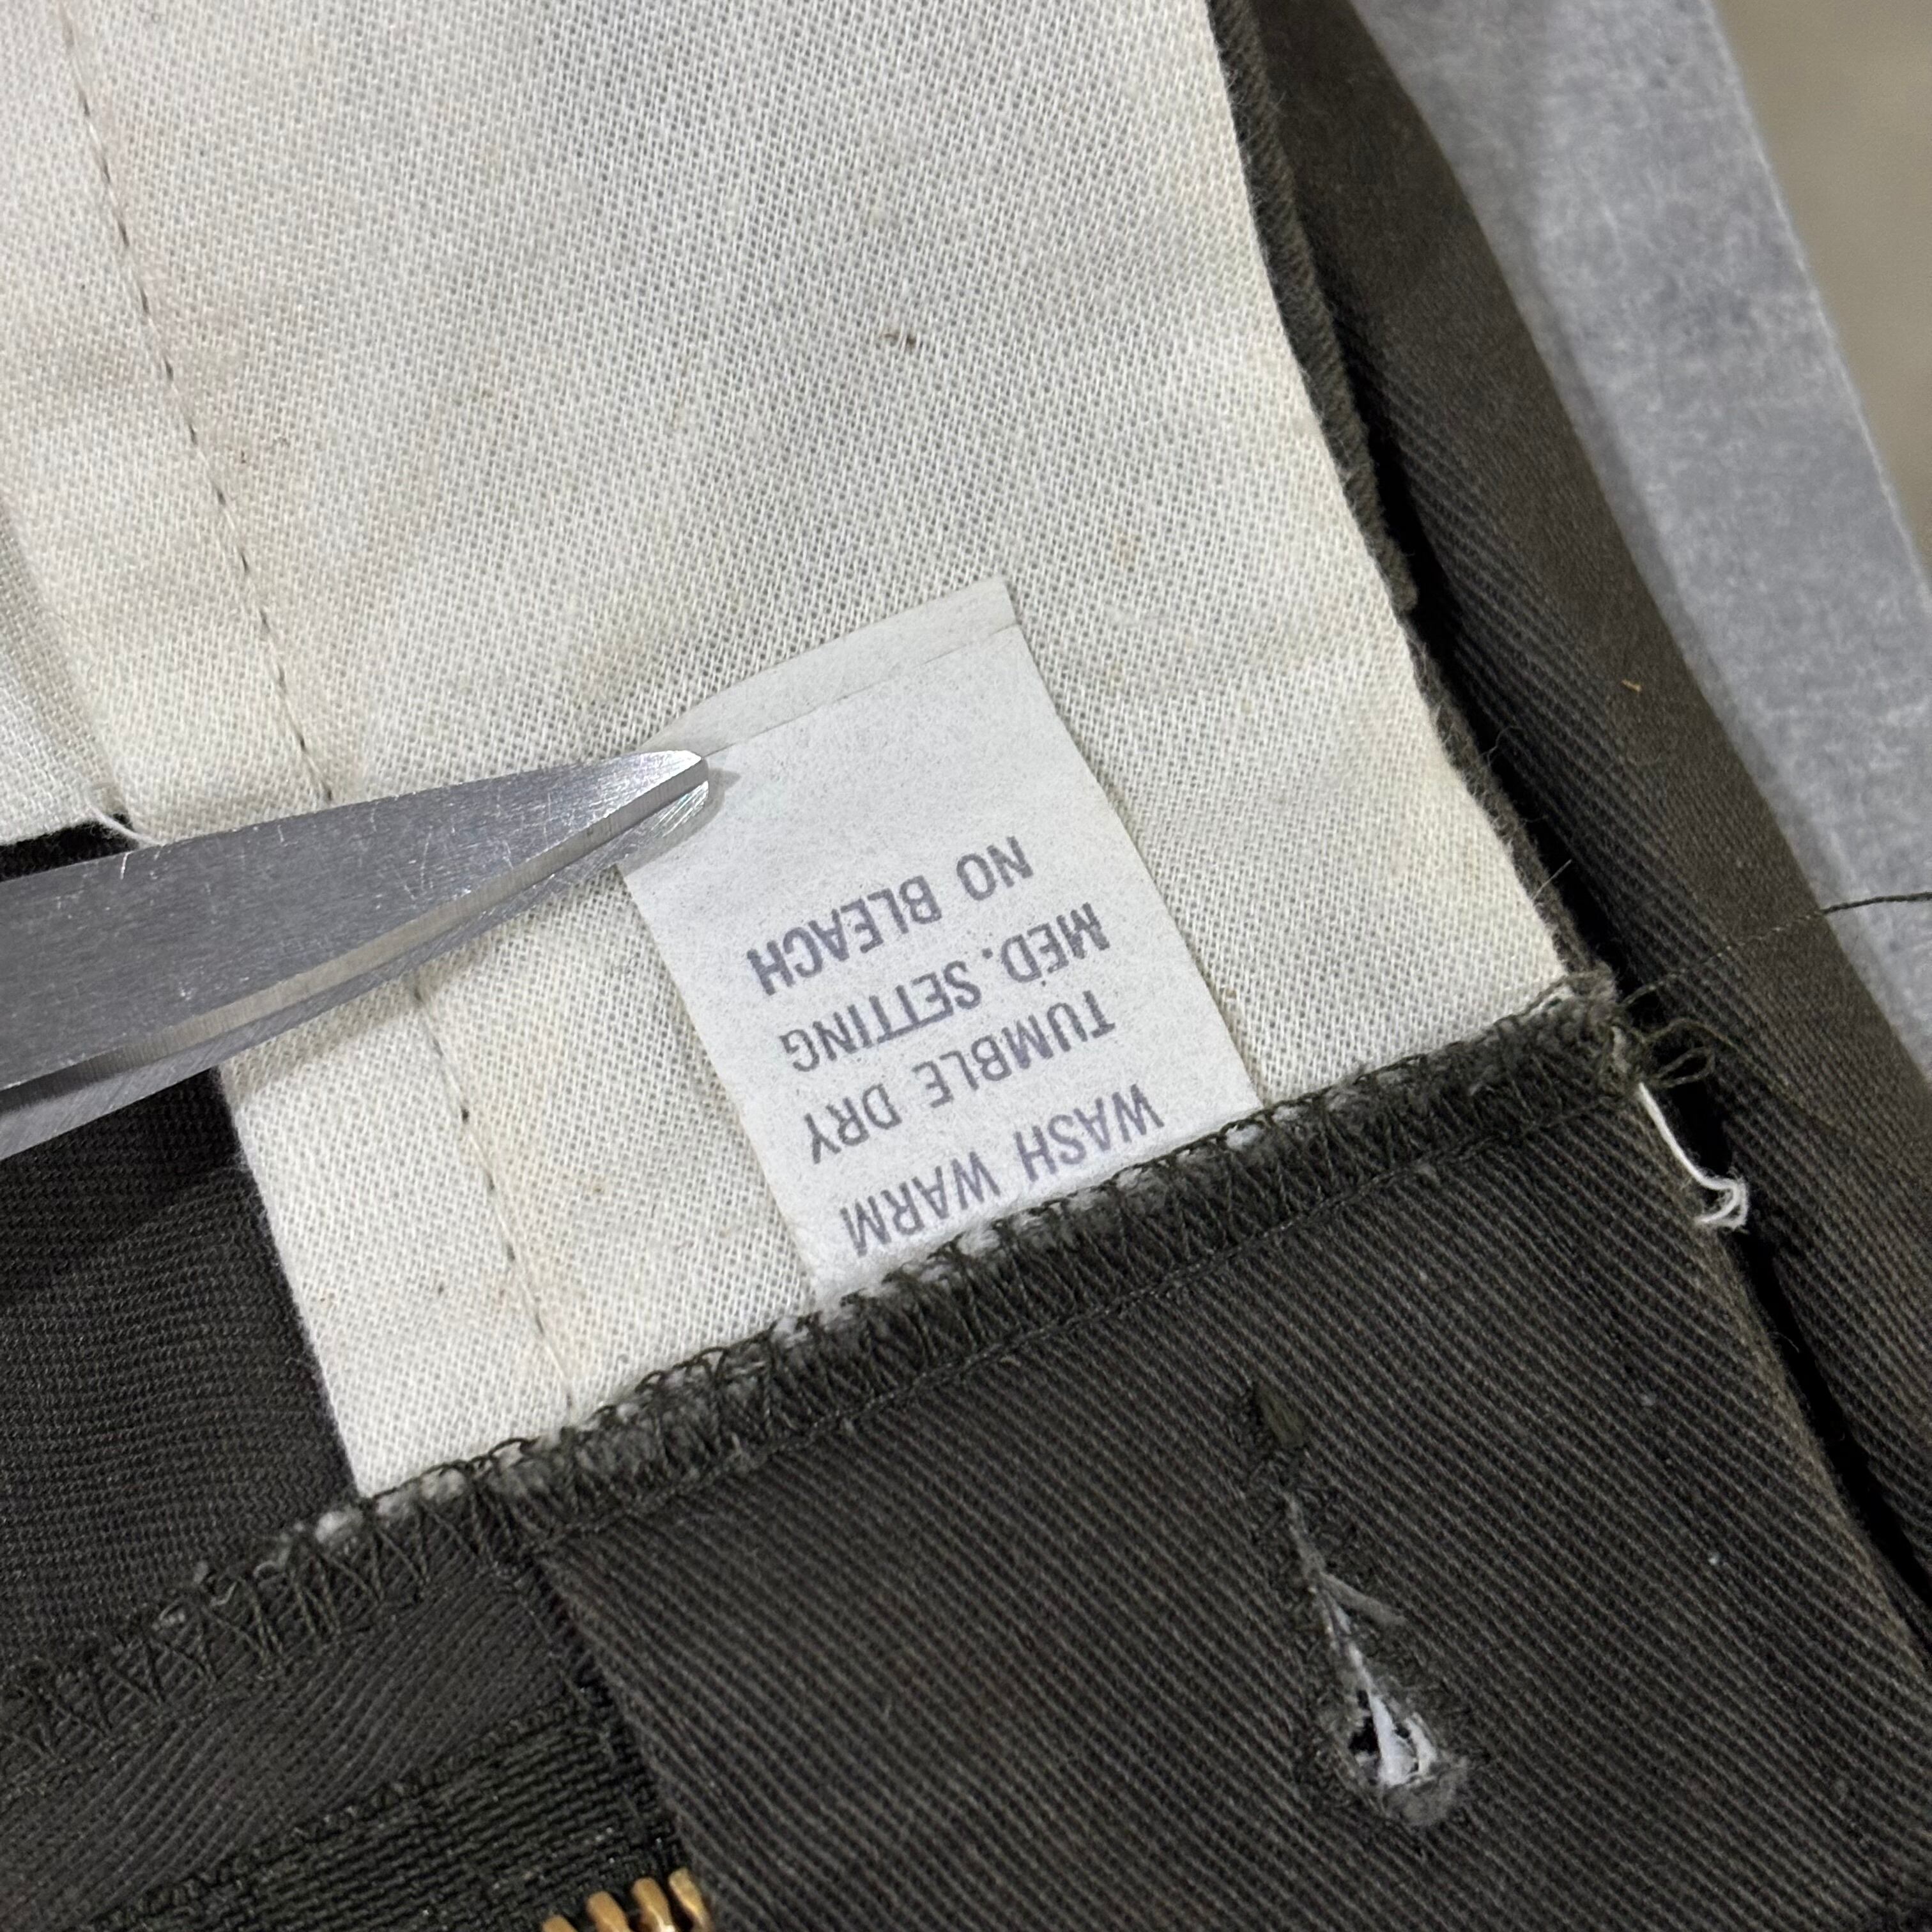 WASH WARM
TUMBLE DRY
MED. SETTING
NO BLEACH